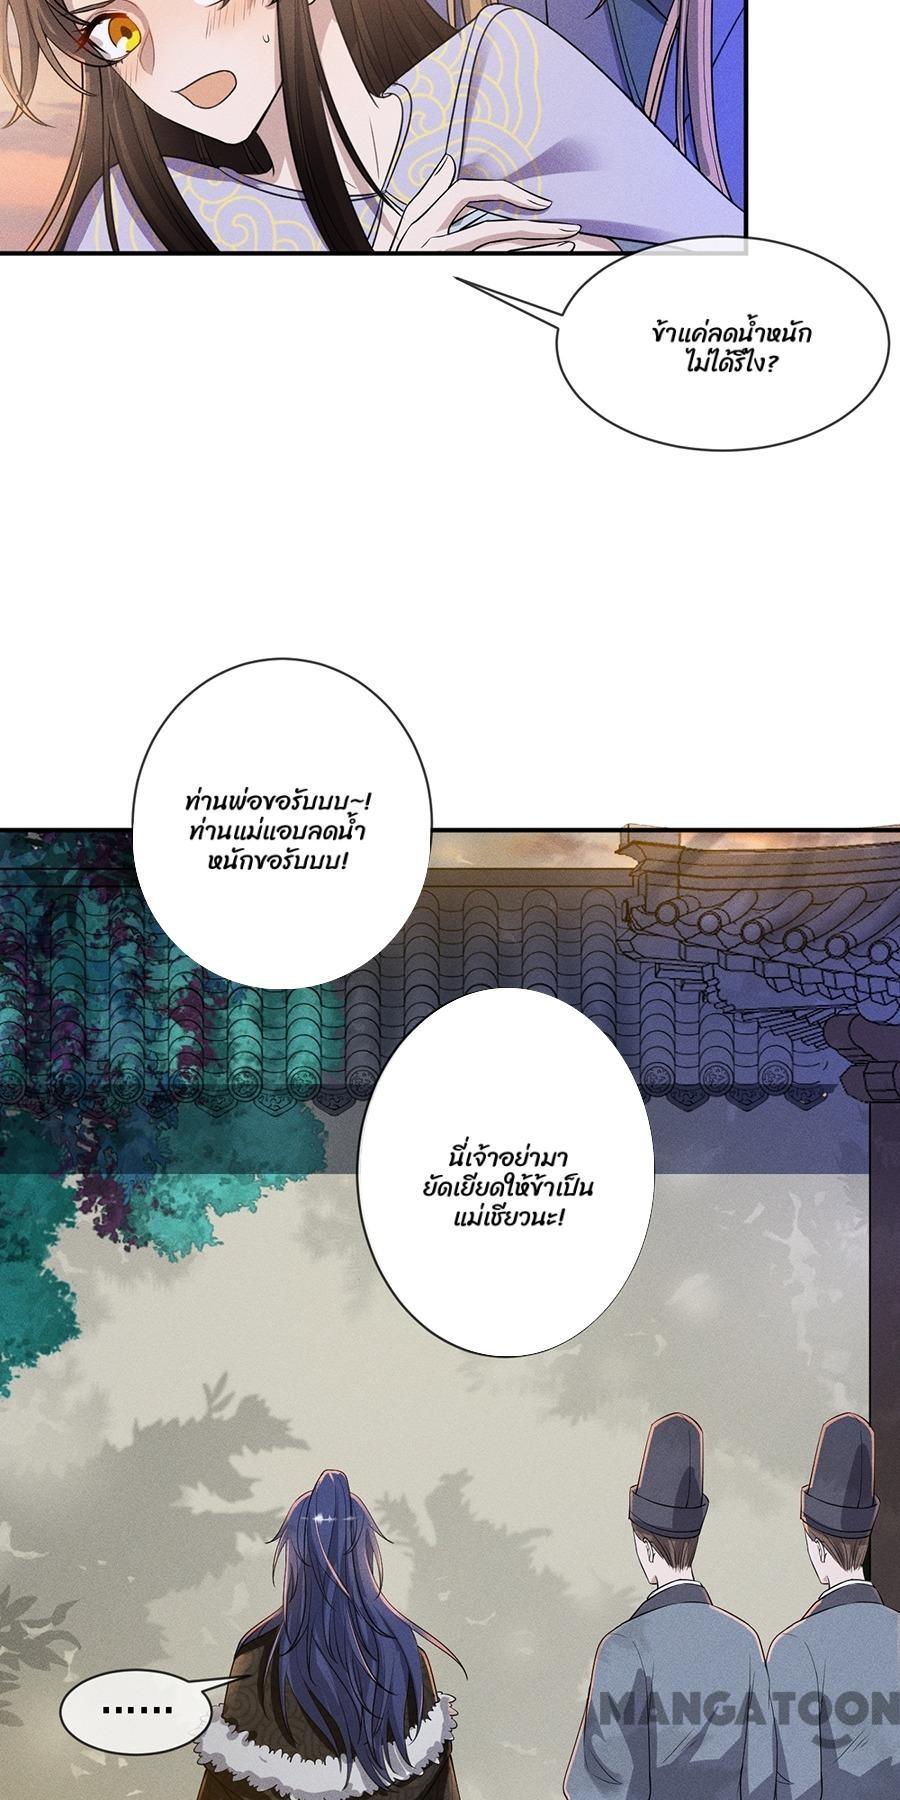 ข้าแค่ลดน้ำหนัก
ไม่ได้รึไง?
ท่านพ่อขอรับบบ~!
ท่านแม่แอบลดน้ำ
หนักขอรับบบ!
นี่เจ้าอย่ามา
ยัดเยียดให้ข้าเป็น
แม่เชียวนะ!
......
MANGATOON